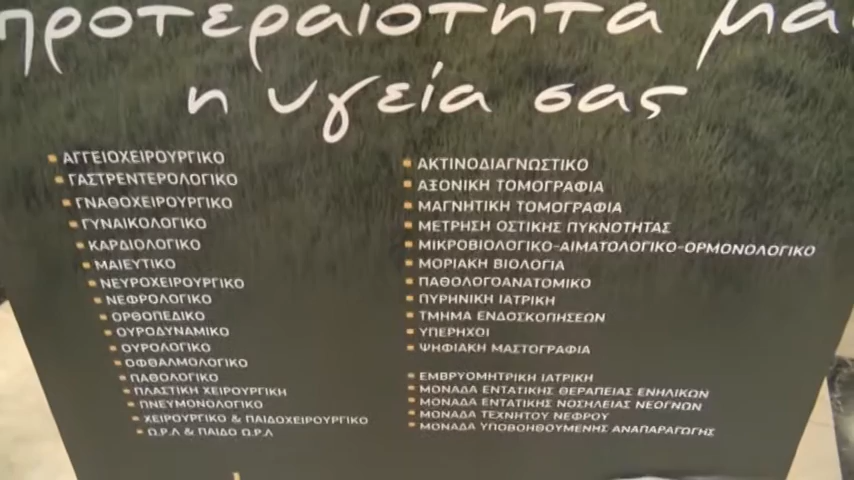 προτεραιότητα μα
η υγεία σας
ΑΓΓΕΙΟΧΕΙΡΟΥΡΓΙΚΟ
ΓΑΣΤΡΕΝΤΕΡΟΛΟΓΙΚΟ
ΓΝΑΘΟΧΕΙΡΟΥΡΓΙΚΟ
ΓΥΝΑΙΚΟΛΟΓΙΚΟ
ΚΑΡΔΙΟΛΟΓΙΚΟ
ΜΑΙΕΥΤΙΚΟ
ΝΕΥΡΟΧΕΙΡΟΥΡΓΙΚΟ
ΝΕΦΡΟΛΟΓΙΚΟ
ΟΡΘΟΠΕΔΙΚΟ
ΟΥΡΟΔΥΝΑΜΙΚΟ
ΟΥΡΟΛΟΓΙΚΟ
ΟΦΘΑΛΜΟΛΟΓΙΚΟ
ΠΑΘΟΛΟΓΙΚΟ
ΠΛΑΣΤΙΚΗ ΧΕΙΡΟΥΡΓΙΚΗ
ΠΝΕΥΜΟΝΟΛΟΓΙΚΟ
ΧΕΙΡΟΥΡΓΙΚΟ & ΠΑΙΔΟΧΕΙΡΟΥΡΓΙΚΟ
Ω.Ρ.Λ & ΠΑΙΔΟ Ω.Ρ.Λ
ΑΚΤΙΝΟΔΙΑΓΝΩΣΤΙΚΟ
ΑΞΟΝΙΚΗ ΤΟΜΟΓΡΑΦΙΑ
ΜΑΓΝΗΤΙΚΗ ΤΟΜΟΓΡΑΦΙΑ
ΜΕΤΡΗΣΗ ΟΣΤΙΚΗΣ ΠΥΚΝΟΤΗΤΑΣ
ΜΙΚΡΟΒΙΟΛΟΓΙΚΟ-ΑΙΜΑΤΟΛΟΓΙΚΟ-ΟΡΜΟΝΟΛΟΓΙΚΟ
ΜΟΡΙΑΚΗ ΒΙΟΛΟΓΙΑ
ΠΑΘΟΛΟΓΟΑΝΑΤΟΜΙΚΟ
ΠΥΡΗΝΙΚΗ ΙΑΤΡΙΚΗ
ΤΜΗΜΑ ΕΝΔΟΣΚΟΠΗΣΕΩΝ
ΥΠΕΡΗΧΟΙ
ΨΗΦΙΑΚΗ ΜΑΣΤΟΓΡΑΦΙΑ
ΕΜΒΡΥΟΜΗΤΡΙΚΗ ΙΑΤΡΙΚΗ
ΜΟΝΑΔΑ ΕΝΤΑΤΙΚΗΣ ΘΕΡΑΠΕΙΑΣ ΕΝΗΛΙΚΩΝ
ΜΟΝΑΔΑ ΕΝΤΑΤΙΚΗΣ ΝΟΣΗΛΕΙΑΣ ΝΕΟΓΝΩΝ
ΜΟΝΑΔΑ ΤΕΧΝΗΤΟΥ ΝΕΦΡΟΥ
ΜΟΝΑΔΑ ΥΠΟΒΟΗΘΟΥΜΕΝΗΣ ΑΝΑΠΑΡΑΓΩΓΗΣ